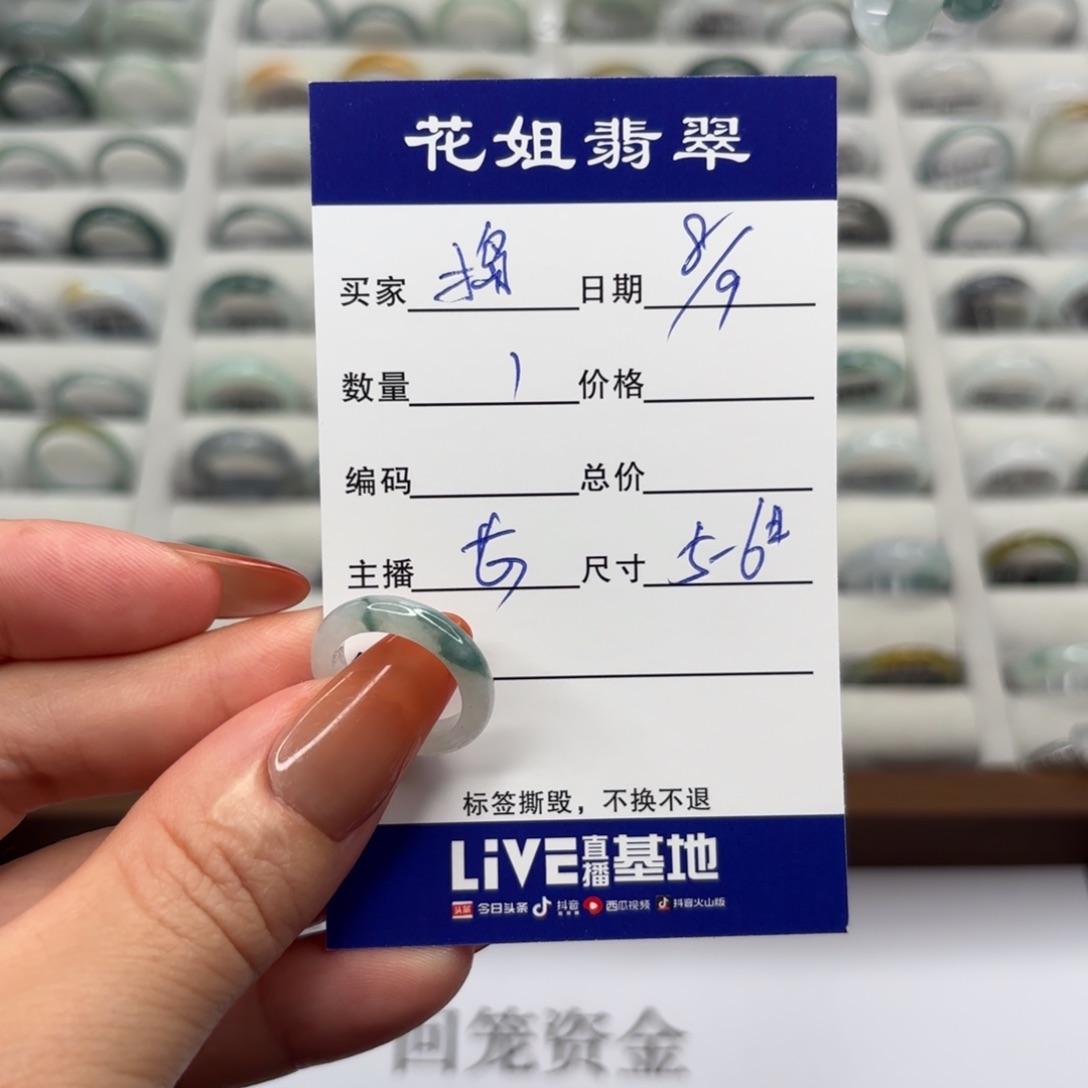 花姐翡翠
买家 日期 8/9
数量 1 价格
编码 总价
主播 尺寸 5-6
标签撕毁，不换不退
LiVE直播基地
头条 今日头条 抖音 西瓜视频 抖音火山版
回笼资金